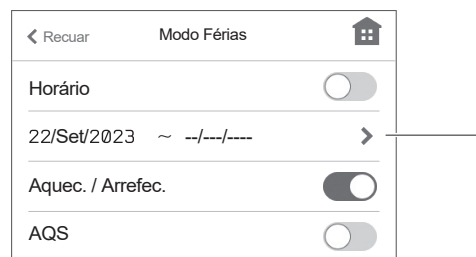 Recuar Modo Férias
Horário
22/Set/2023 ~ --/---/----
Aquec. / Arrefec.
AQS